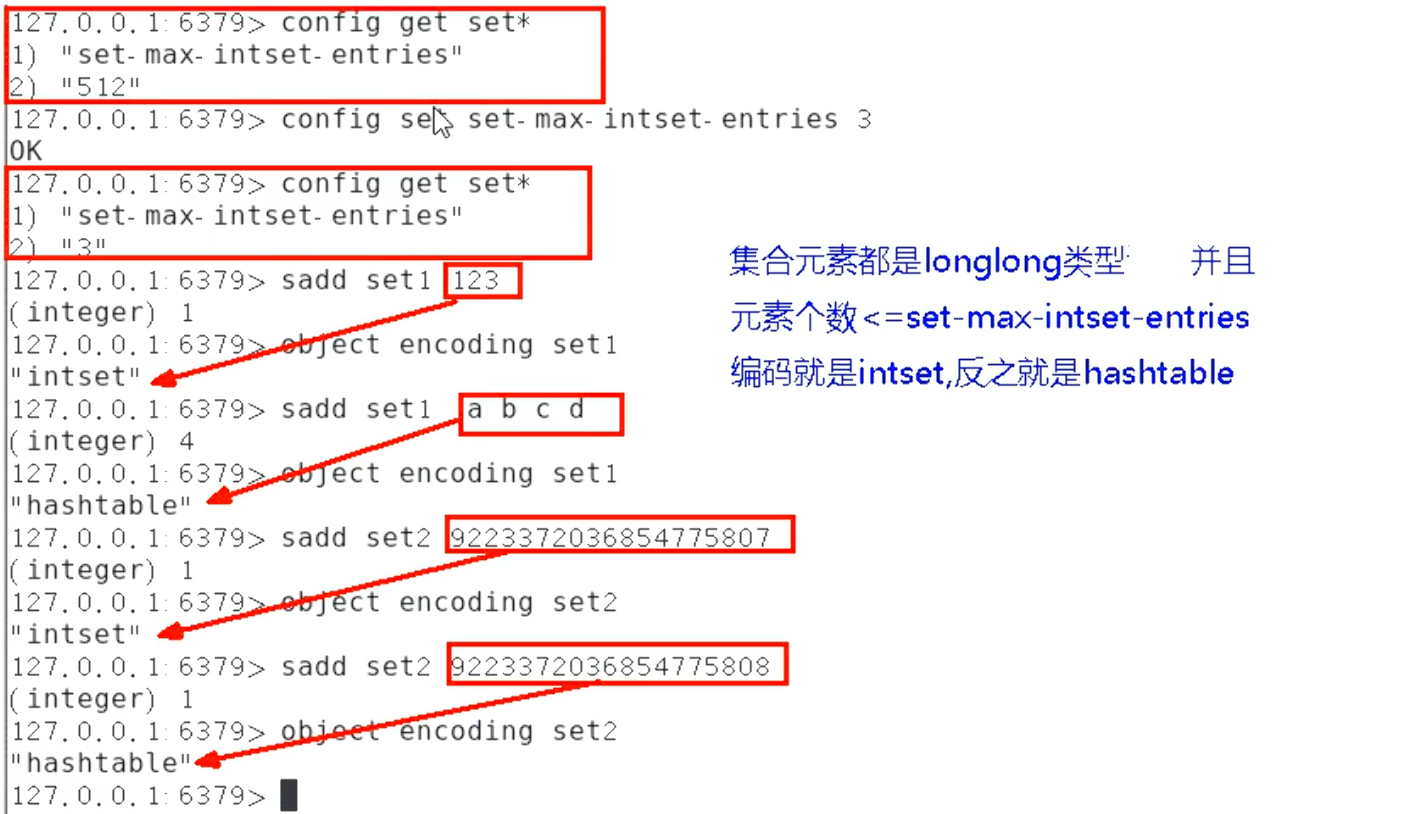 127.0.0.1:6379> config get set*
1) "set-max-intset-entries"
2) "512"
127.0.0.1:6379> config set set-max-intset-entries 3
OK
127.0.0.1:6379> config get set*
1) "set-max-intset-entries"
2) "3"
127.0.0.1:6379> sadd set1 123
(integer) 1
127.0.0.1:6379> object encoding set1
"intset"
127.0.0.1:6379> sadd set1 a b c d
(integer) 4
127.0.0.1:6379> object encoding set1
"hashtable"
127.0.0.1:6379> sadd set2 9223372036854775807
(integer) 1
127.0.0.1:6379> object encoding set2
"intset"
127.0.0.1:6379> sadd set2 9223372036854775808
(integer) 1
127.0.0.1:6379> object encoding set2
"hashtable"
127.0.0.1:6379>
集合元素都是longlong类型 并且
元素个数<=set-max-intset-entries
编码就是intset,反之就是hashtable